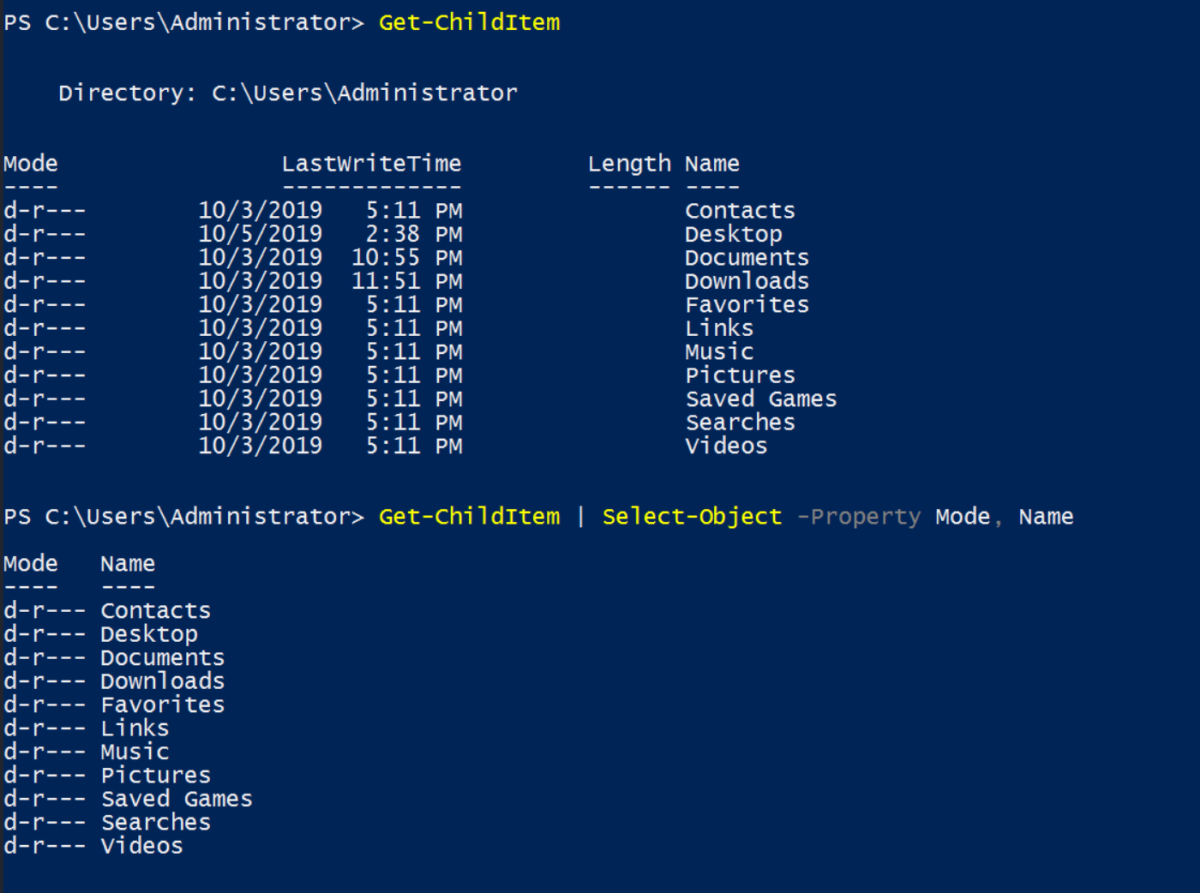 PS C:\Users\Administrator> Get-ChildItem
    Directory: C:\Users\Administrator
Mode                LastWriteTime         Length Name
----                -------------         ------ ----
d-r---        10/3/2019   5:11 PM                Contacts
d-r---        10/5/2019   2:38 PM                Desktop
d-r---        10/3/2019  10:55 PM                Documents
d-r---        10/3/2019  11:51 PM                Downloads
d-r---        10/3/2019   5:11 PM                Favorites
d-r---        10/3/2019   5:11 PM                Links
d-r---        10/3/2019   5:11 PM                Music
d-r---        10/3/2019   5:11 PM                Pictures
d-r---        10/3/2019   5:11 PM                Saved Games
d-r---        10/3/2019   5:11 PM                Searches
d-r---        10/3/2019   5:11 PM                Videos
PS C:\Users\Administrator> Get-ChildItem | Select-Object -Property Mode, Name
Mode   Name
----   ----
d-r--- Contacts
d-r--- Desktop
d-r--- Documents
d-r--- Downloads
d-r--- Favorites
d-r--- Links
d-r--- Music
d-r--- Pictures
d-r--- Saved Games
d-r--- Searches
d-r--- Videos